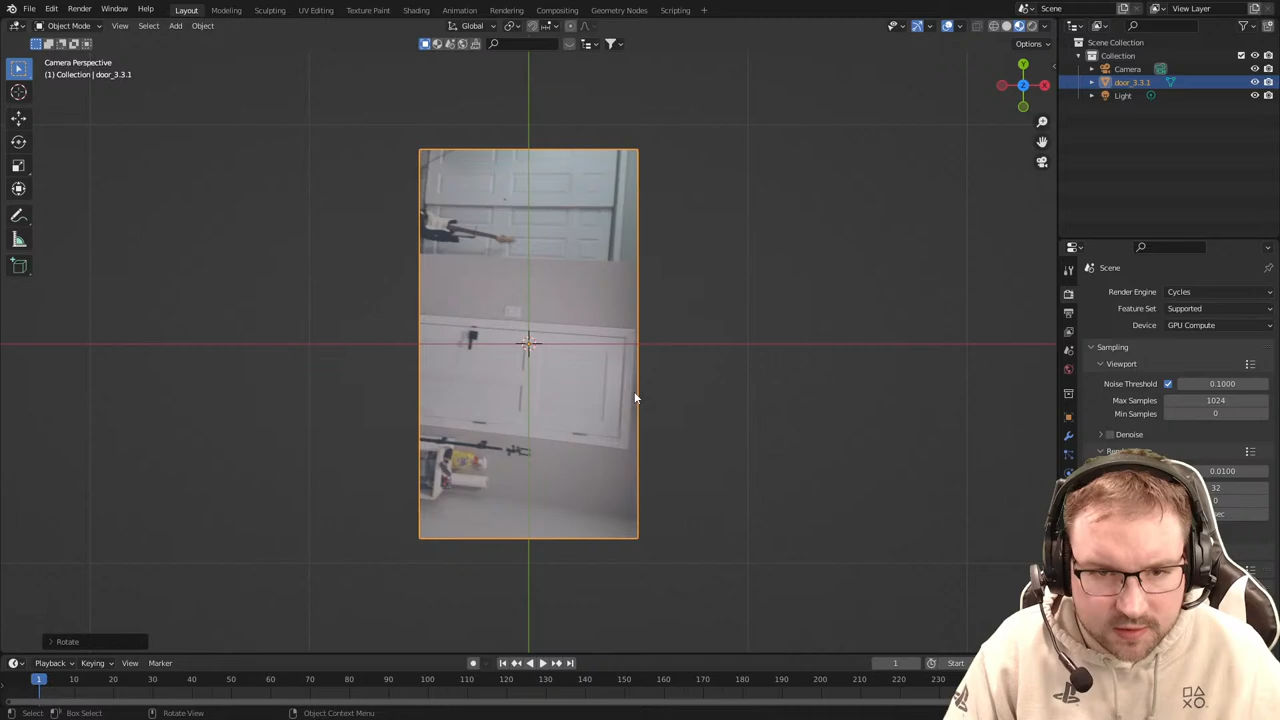 File Edit Render Window Help Layout Modeling Sculpting UV Editing Texture Paint Shading Animation Rendering Compositing Geometry Nodes Scripting + Scene View Layer
Object Mode View Select Add Object Global
Options
Camera Perspective
(1) Collection | door_3.3.1
Scene Collection
Collection
Camera
door_3.3.1
Light
Y
Z
X
Scene
Render Engine Cycles
Feature Set Supported
Device GPU Compute
Sampling
Viewport
Noise Threshold 0.1000
Max Samples 1024
Min Samples 0
Denoise
0.0100
32
0
sec
Rotate
Playback Keying View Marker 1 Start
1 10 20 30 40 50 60 70 80 90 100 110 120 130 140 150 160 170 180 190 200 210 220 230
Select Box Select Rotate View Object Context Menu